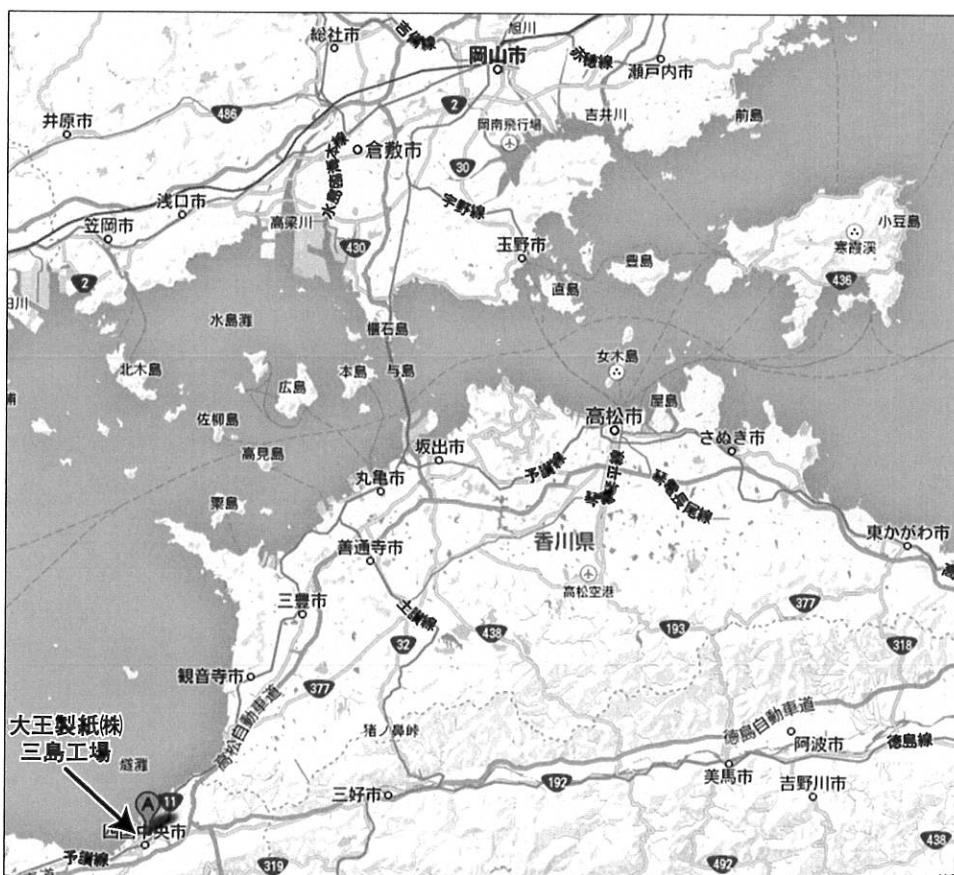 総社市
吉備線
旭川
岡山市
赤穂線
瀬戸内市
2
486
井原市
岡南飛行場
吉井川
前島
倉敷市
30
水島臨海本線
浅口市
高梁川
宇野線
小豆島
寒霞渓
笠岡市
430
玉野市
豊島
2
436
直島
水島灘
櫃石島
女木島
北木島
広島
本島
与島
屋島
佐柳島
高松市
さぬき市
坂出市
高見島
予讃線
丸亀市
琴電長尾線
粟島
東かがわ市
善通寺市
香川県
高松空港
三豊市
土讃線
377
32
438
193
318
観音寺市
377
高松自動車道
大王製紙㈱
三島工場
燧灘
猪ノ鼻峠
徳島自動車道
阿波市
徳島線
192
美馬市
吉野川市
A
11
三好市
四国中央市
予讃線
319
492
438